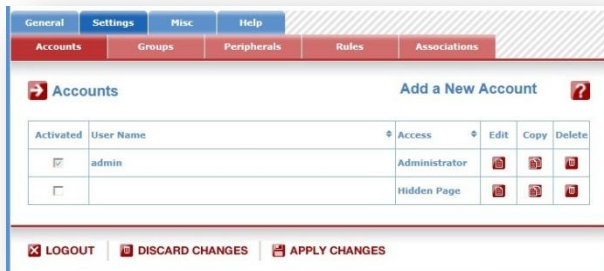 General Settings Misc Help
Accounts Groups Peripherals Rules Associations
Accounts Add a New Account ?
Activated User Name Access Edit Copy Delete
admin Administrator
Hidden Page
LOGOUT DISCARD CHANGES APPLY CHANGES